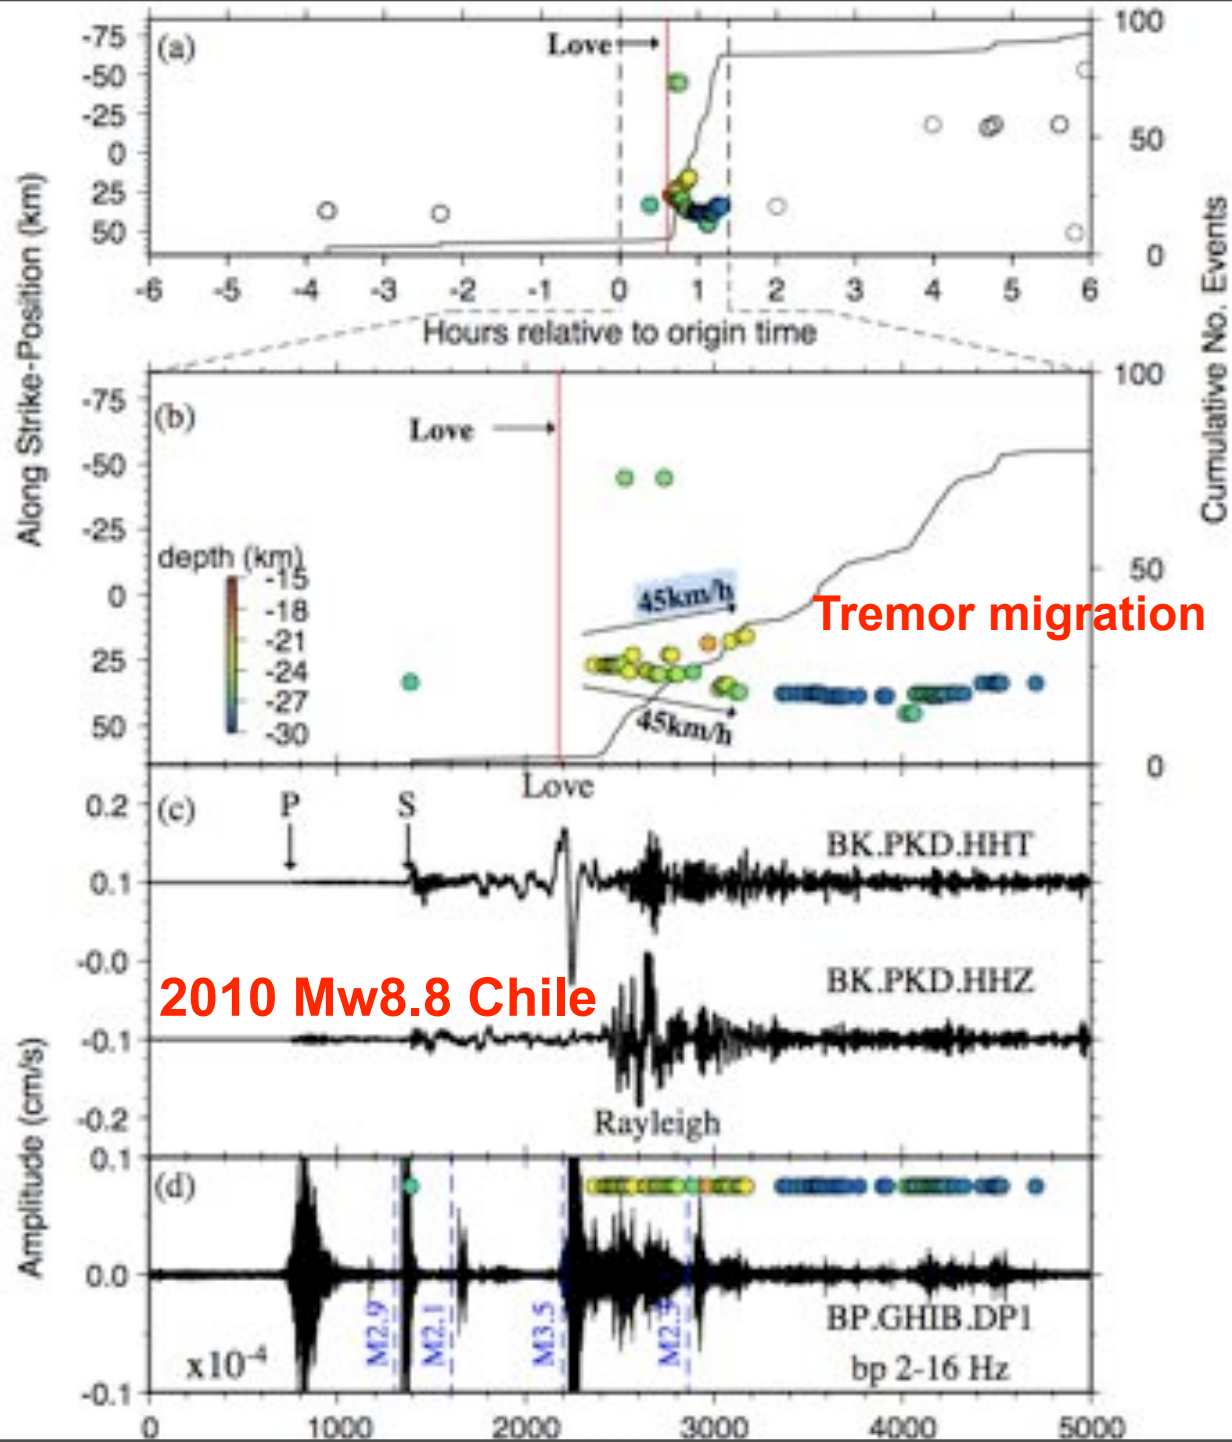 -75
-50
-25
0
25
50
(a)
Love
100
50
0
-6 -5 -4 -3 -2 -1 0 1 2 3 4 5 6
Hours relative to origin time
Along Strike-Position (km)
Cumulative No. Events
-75
-50
-25
0
25
50
(b)
Love
100
50
0
depth (km)
-15
-18
-21
-24
-27
-30
45km/h
45km/h
Tremor migration
Love
(c)
P
S
0.2
0.1
-0.0
-0.1
-0.2
BK.PKD.HHT
2010 Mw8.8 Chile
BK.PKD.HHZ
Rayleigh
Amplitude (cm/s)
(d)
0.1
0.0
-0.1
M2.9
M2.1
M3.5
M2.5
x10-4
BP.GHIB.DP1
bp 2-16 Hz
0 1000 2000 3000 4000 5000